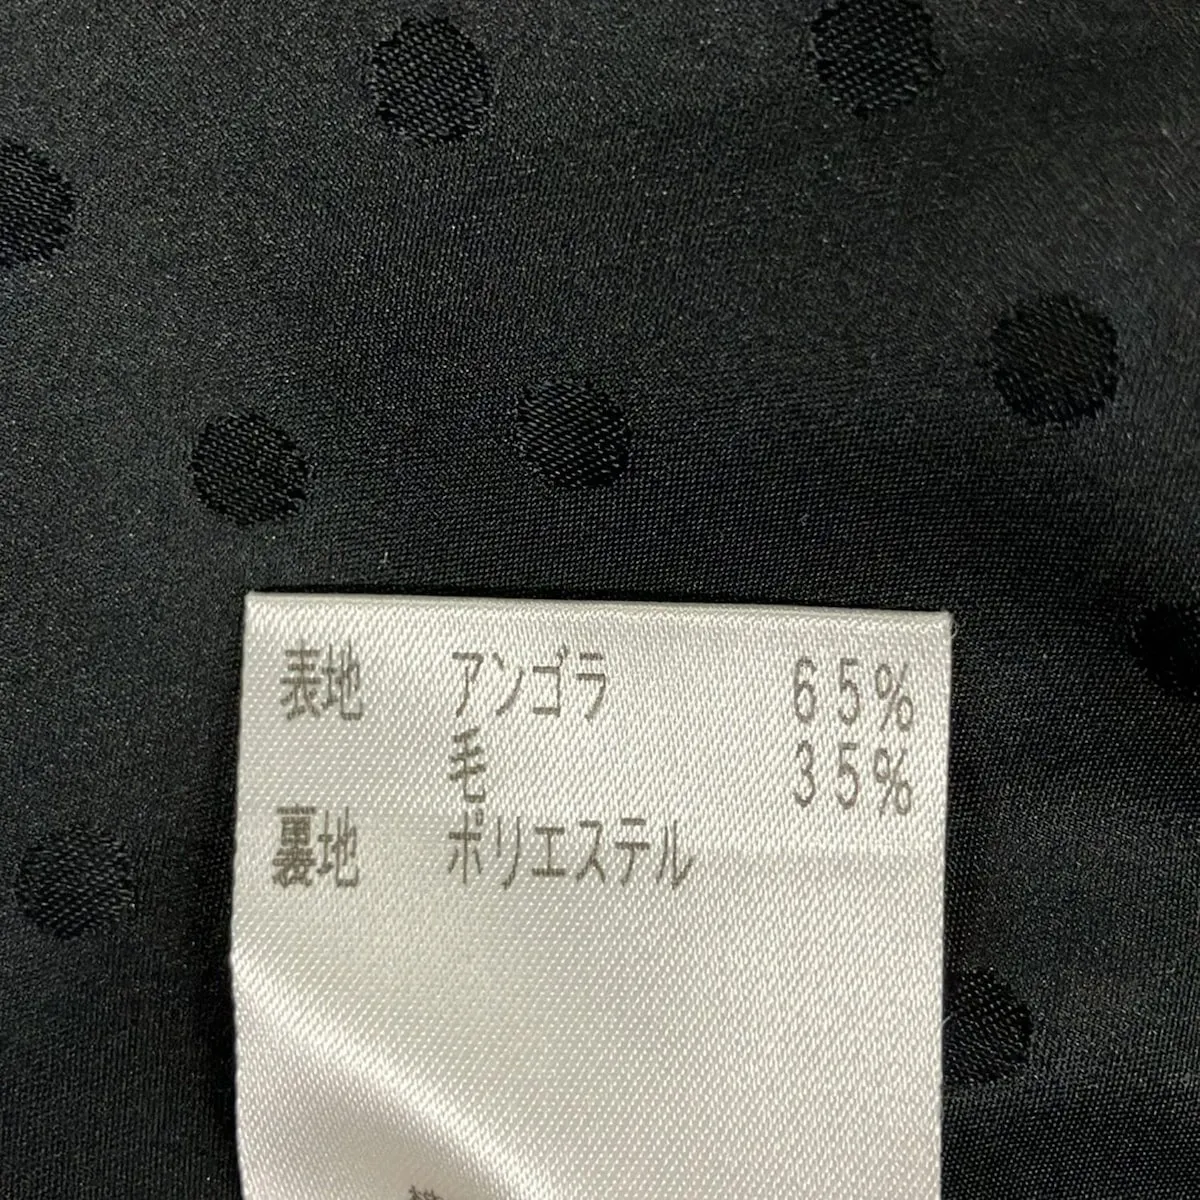 表地 アンゴラ 65%
毛 35%
裏地 ポリエステル